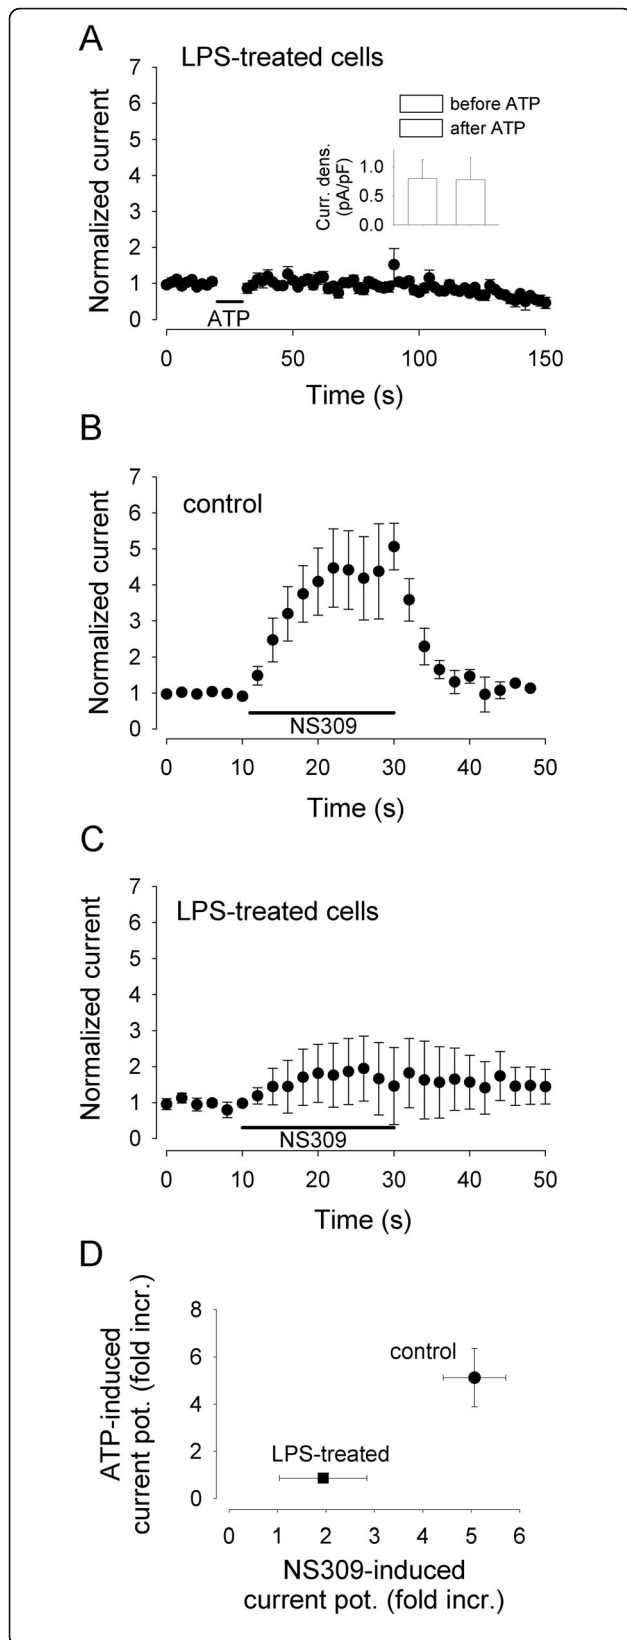 A
LPS-treated cells
Normalized current
7
6
5
4
3
2
1
0
before ATP
after ATP
Curr. dens.
(pA/pF)
1.0
0.5
0.0
ATP
0 50 90 100 150
Time (s)
B
control
Normalized current
7
6
5
4
3
2
1
0
NS309
0 10 20 30 40 50
Time (s)
C
LPS-treated cells
Normalized current
7
6
5
4
3
2
1
0
NS309
0 10 20 30 40 50
Time (s)
D
ATP-induced
current pot. (fold incr.)
8
6
4
2
0
control
LPS-treated
0 1 2 3 4 5 6
NS309-induced
current pot. (fold incr.)